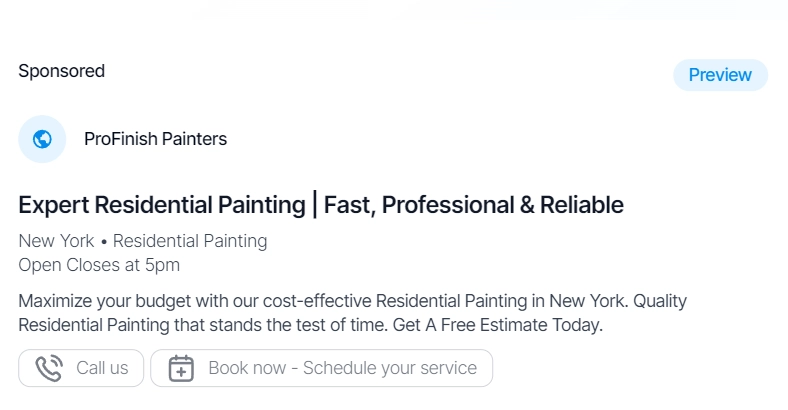 Sponsored
Preview
ProFinish Painters
Expert Residential Painting | Fast, Professional & Reliable
New York • Residential Painting
Open Closes at 5pm
Maximize your budget with our cost-effective Residential Painting in New York. Quality
Residential Painting that stands the test of time. Get A Free Estimate Today.
Call us
Book now - Schedule your service